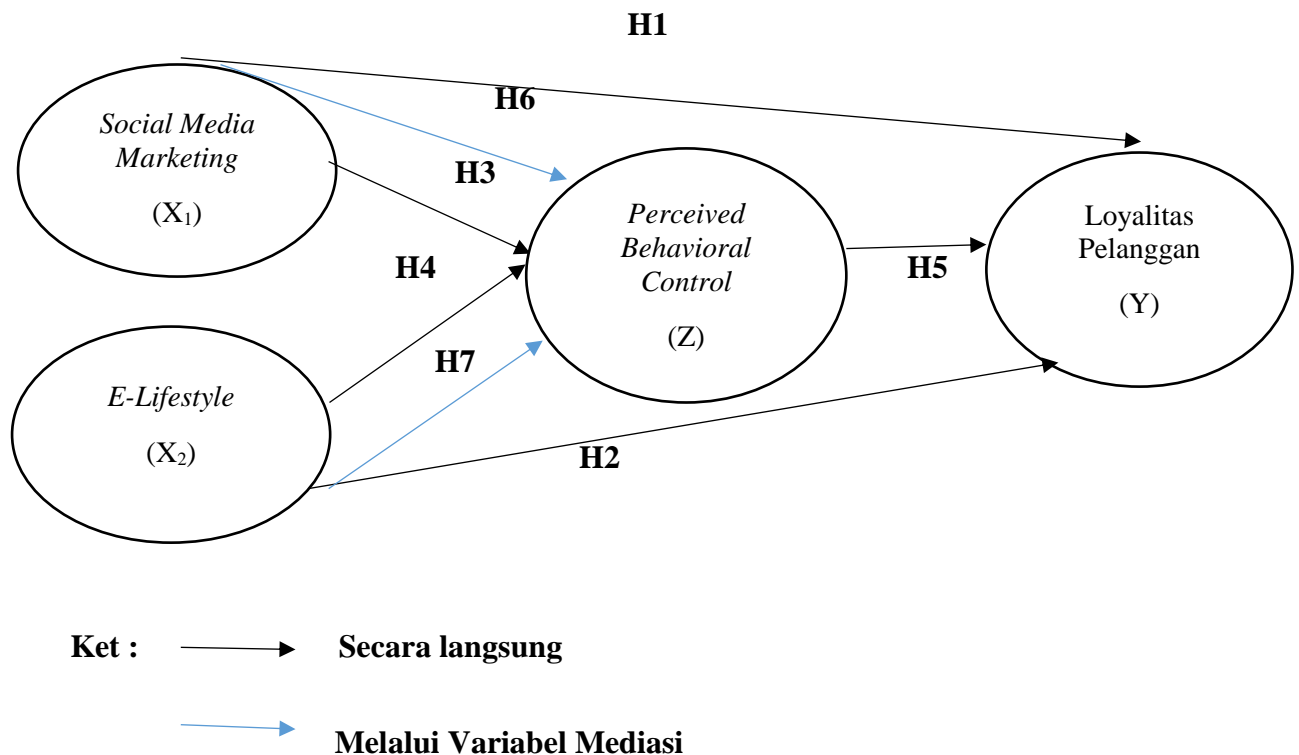 H1
H6
Social Media
Marketing
(X₁)
H3
Perceived
Behavioral
Control
(Z)
Loyalitas
Pelanggan
(Y)
H4
H5
E-Lifestyle
(X₂)
H7
H2
Ket :
Secara langsung
Melalui Variabel Mediasi